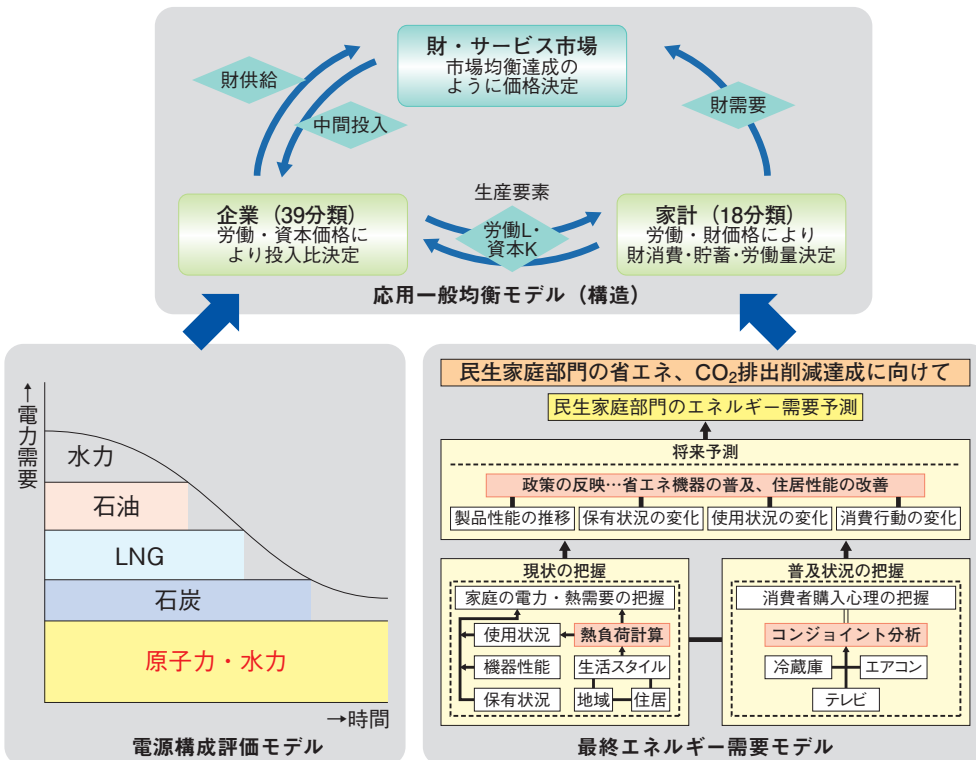 財・サービス市場
市場均衡達成の
ように価格決定
財供給
中間投入
財需要
企業（39分類）
労働・資本価格に
より投入比決定
生産要素
労働L・
資本K
家計（18分類）
労働・財価格により
財消費・貯蓄・労働量決定
応用一般均衡モデル（構造）
↑電力需要
水力
石油
LNG
石炭
原子力・水力
→時間
電源構成評価モデル
民生家庭部門の省エネ、CO₂排出削減達成に向けて
民生家庭部門のエネルギー需要予測
将来予測
政策の反映…省エネ機器の普及、住居性能の改善
製品性能の推移
保有状況の変化
使用状況の変化
消費行動の変化
現状の把握
家庭の電力・熱需要の把握
使用状況
熱負荷計算
機器性能
生活スタイル
保有状況
地域
住居
普及状況の把握
消費者購入心理の把握
コンジョイント分析
冷蔵庫
エアコン
テレビ
最終エネルギー需要モデル